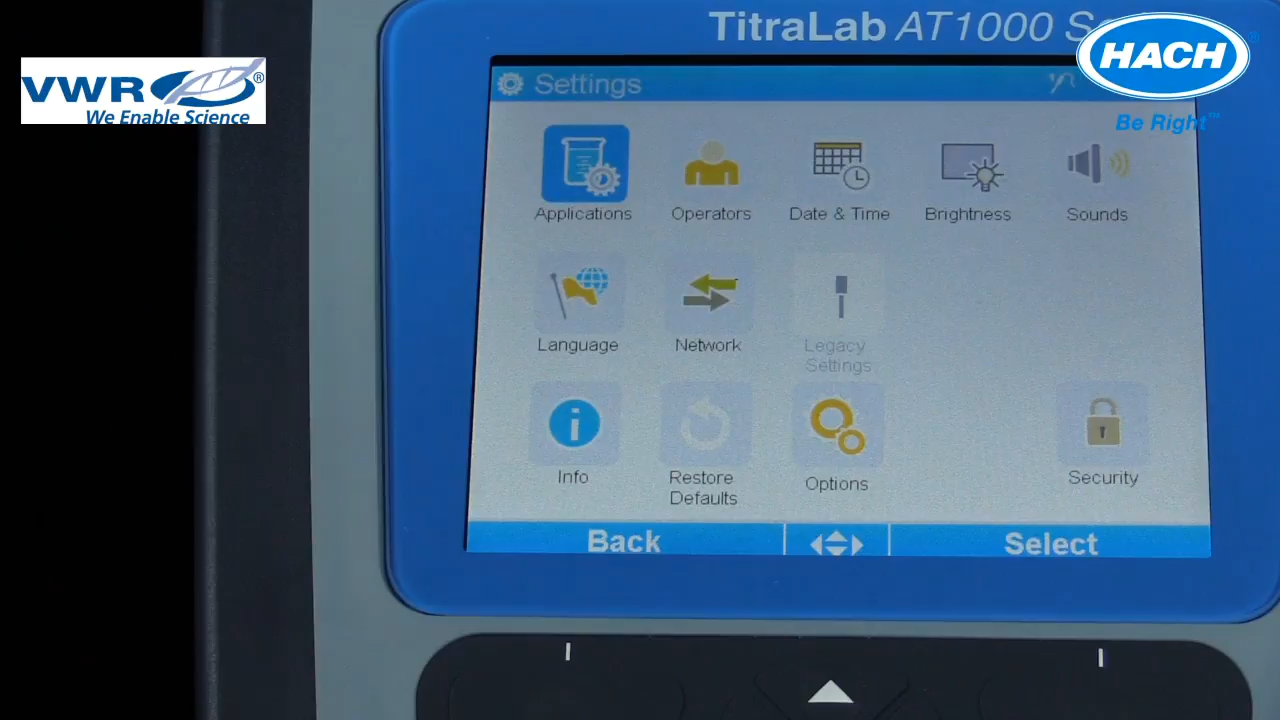 TitraLab AT1000 S
HACH
Be Right™
VWR
We Enable Science
Settings
Applications
Operators
Date & Time
Brightness
Sounds
Language
Network
Legacy
Settings
Info
Restore
Defaults
Options
Security
Back
Select